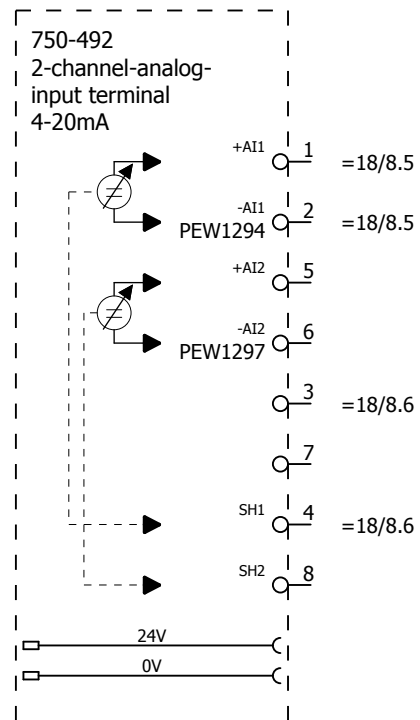 750-492
2-channel-analog-
input terminal
4-20mA
+AI1 1 =18/8.5
-AI1 2 =18/8.5
PEW1294
+AI2 5
-AI2 6
PEW1297
3 =18/8.6
7
SH1 4 =18/8.6
SH2 8
24V
0V